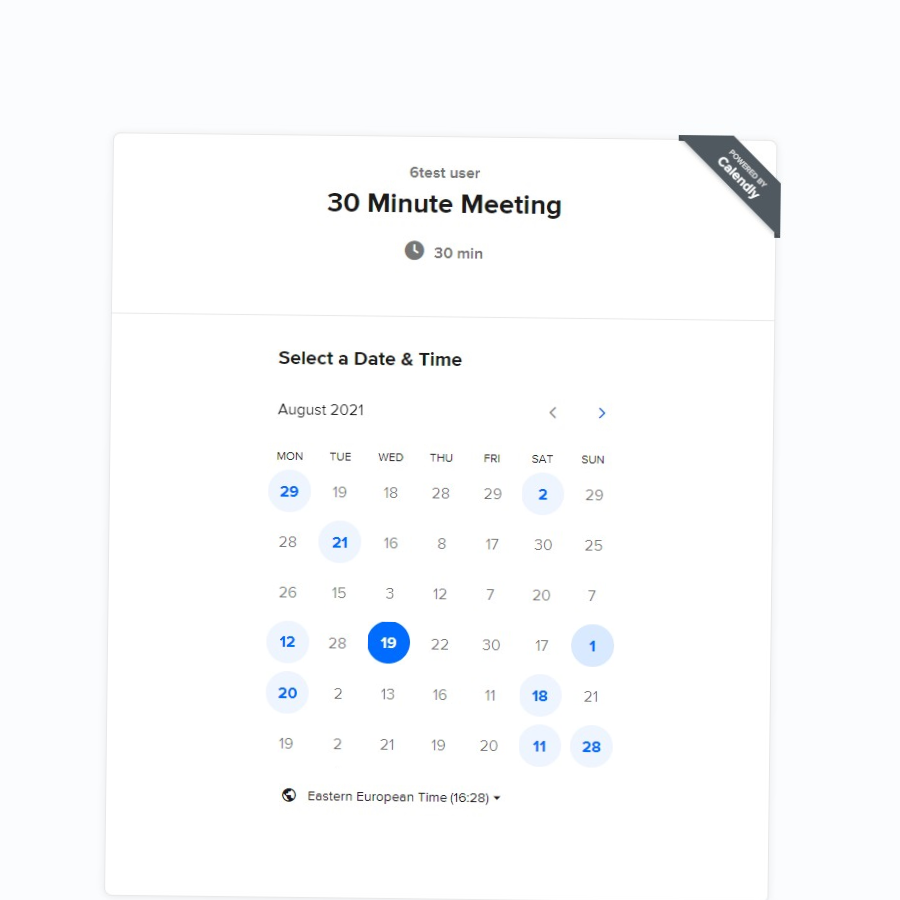 POWERED BY
Calendly
6test user
30 Minute Meeting
30 min
Select a Date & Time
August 2021
MON TUE WED THU FRI SAT SUN
29 19 18 28 29 2 29
28 21 16 8 17 30 25
26 15 3 12 7 20 7
12 28 19 22 30 17 1
20 2 13 16 11 18 21
19 2 21 19 20 11 28
Eastern European Time (16:28)